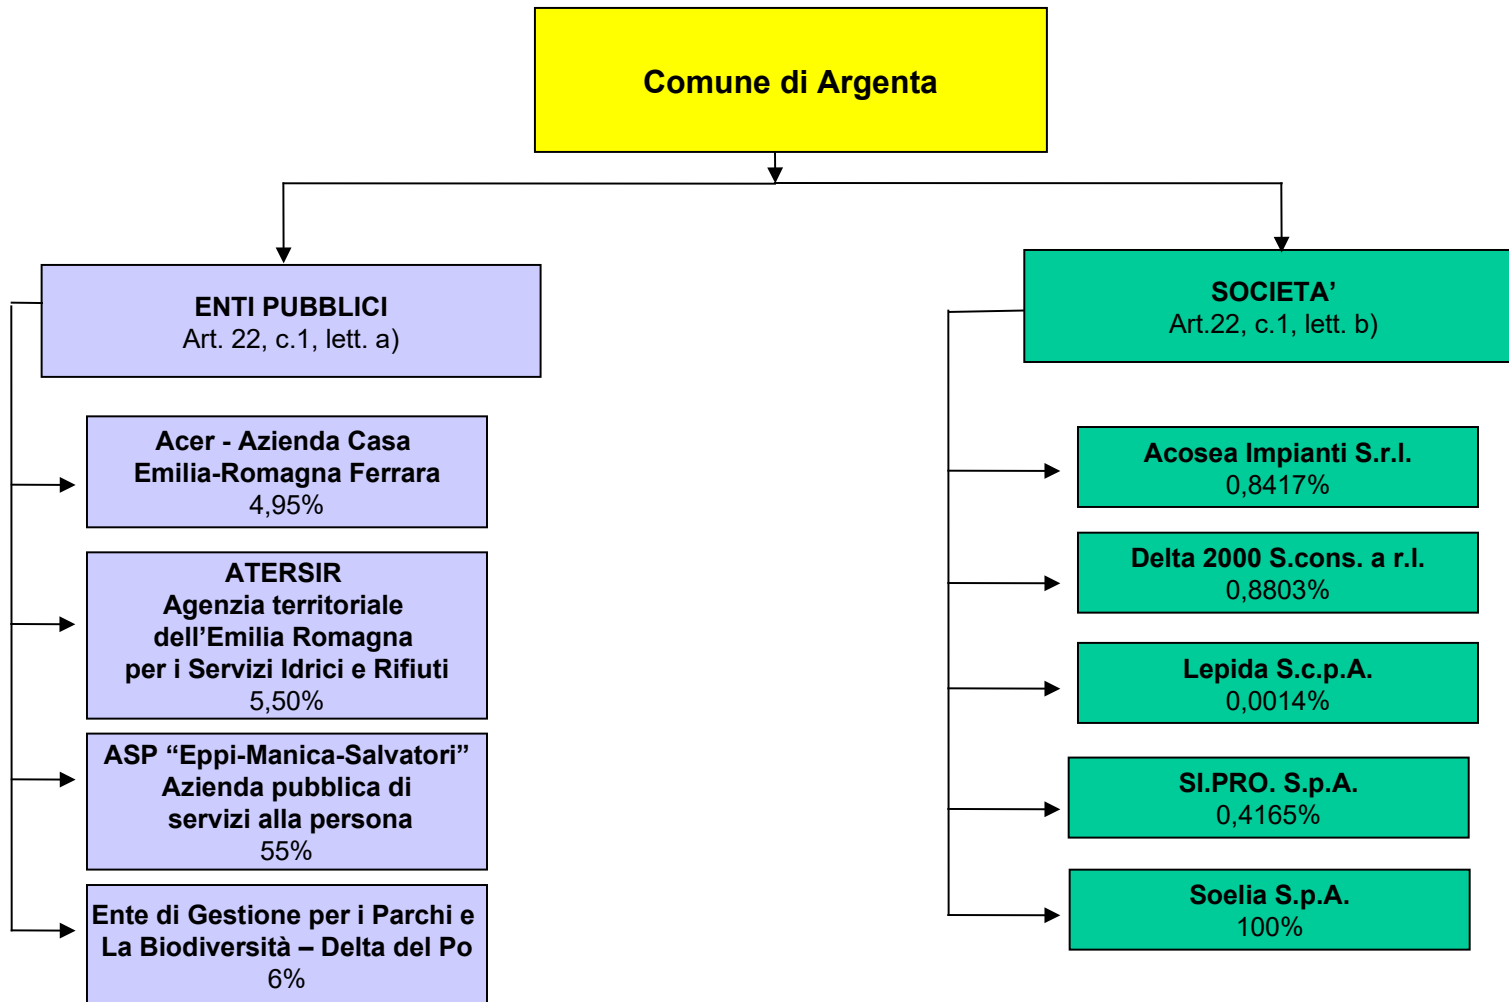 Comune di Argenta
ENTI PUBBLICI
Art. 22, c.1, lett. a)
Acer - Azienda Casa
Emilia-Romagna Ferrara
4,95%
ATERSIR
Agenzia territoriale
dell’Emilia Romagna
per i Servizi Idrici e Rifiuti
5,50%
ASP “Eppi-Manica-Salvatori”
Azienda pubblica di
servizi alla persona
55%
Ente di Gestione per i Parchi e
La Biodiversità – Delta del Po
6%
SOCIETA’
Art.22, c.1, lett. b)
Acosea Impianti S.r.l.
0,8417%
Delta 2000 S.cons. a r.l.
0,8803%
Lepida S.c.p.A.
0,0014%
SI.PRO. S.p.A.
0,4165%
Soelia S.p.A.
100%